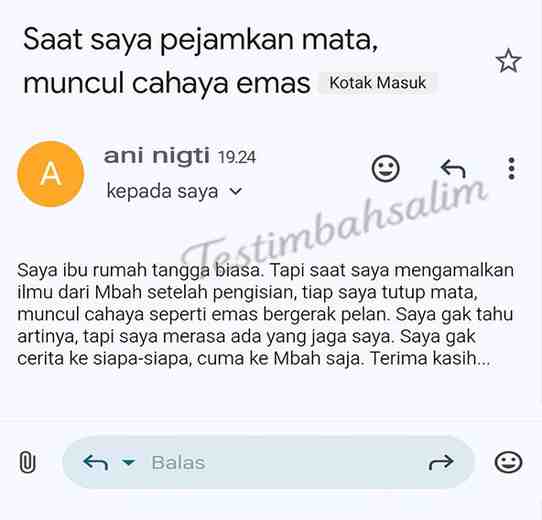 Saat saya pejamkan mata,
muncul cahaya emas Kotak Masuk
A
ani nigti 19.24
kepada saya
Testimbahsalim
Saya ibu rumah tangga biasa. Tapi saat saya mengamalkan
ilmu dari Mbah setelah pengisian, tiap saya tutup mata,
muncul cahaya seperti emas bergerak pelan. Saya gak tahu
artinya, tapi saya merasa ada yang jaga saya. Saya gak
cerita ke siapa-siapa, cuma ke Mbah saja. Terima kasih...
Balas